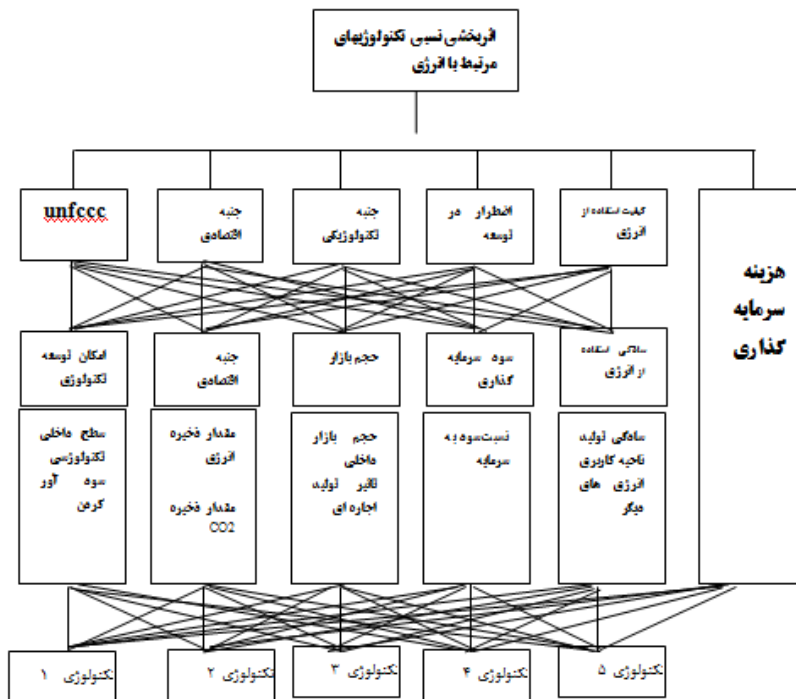 اثربخشی نسبی تکنولوژیهای
مرتبط با انرژی
هزینه
سرمایه
گذاری
کیفیت استفاده از
انرژی
اضطرار در
توسعه
جنبه
تکنولوژیکی
جنبه
اقتصادی
unfccc
سادگی استفاده
از انرژی
سود سرمایه
گذاری
حجم بازار
جنبه
اقتصادی
امکان توسعه
تکنولوژی
سادگی تولید
ناحیه کاربری
انرژی های
دیگر
نسبت سود به
سرمایه
حجم بازار
داخلی
تاثیر تولید
اجاره ای
مقدار ذخیره
انرژی
مقدار ذخیره
CO2
سطح داخلی
تکنولوژسی
سود آور
کردن
تکنولوژی ۵
تکنولوژی ۴
تکنولوژی ۳
تکنولوژی ۲
تکنولوژی ۱